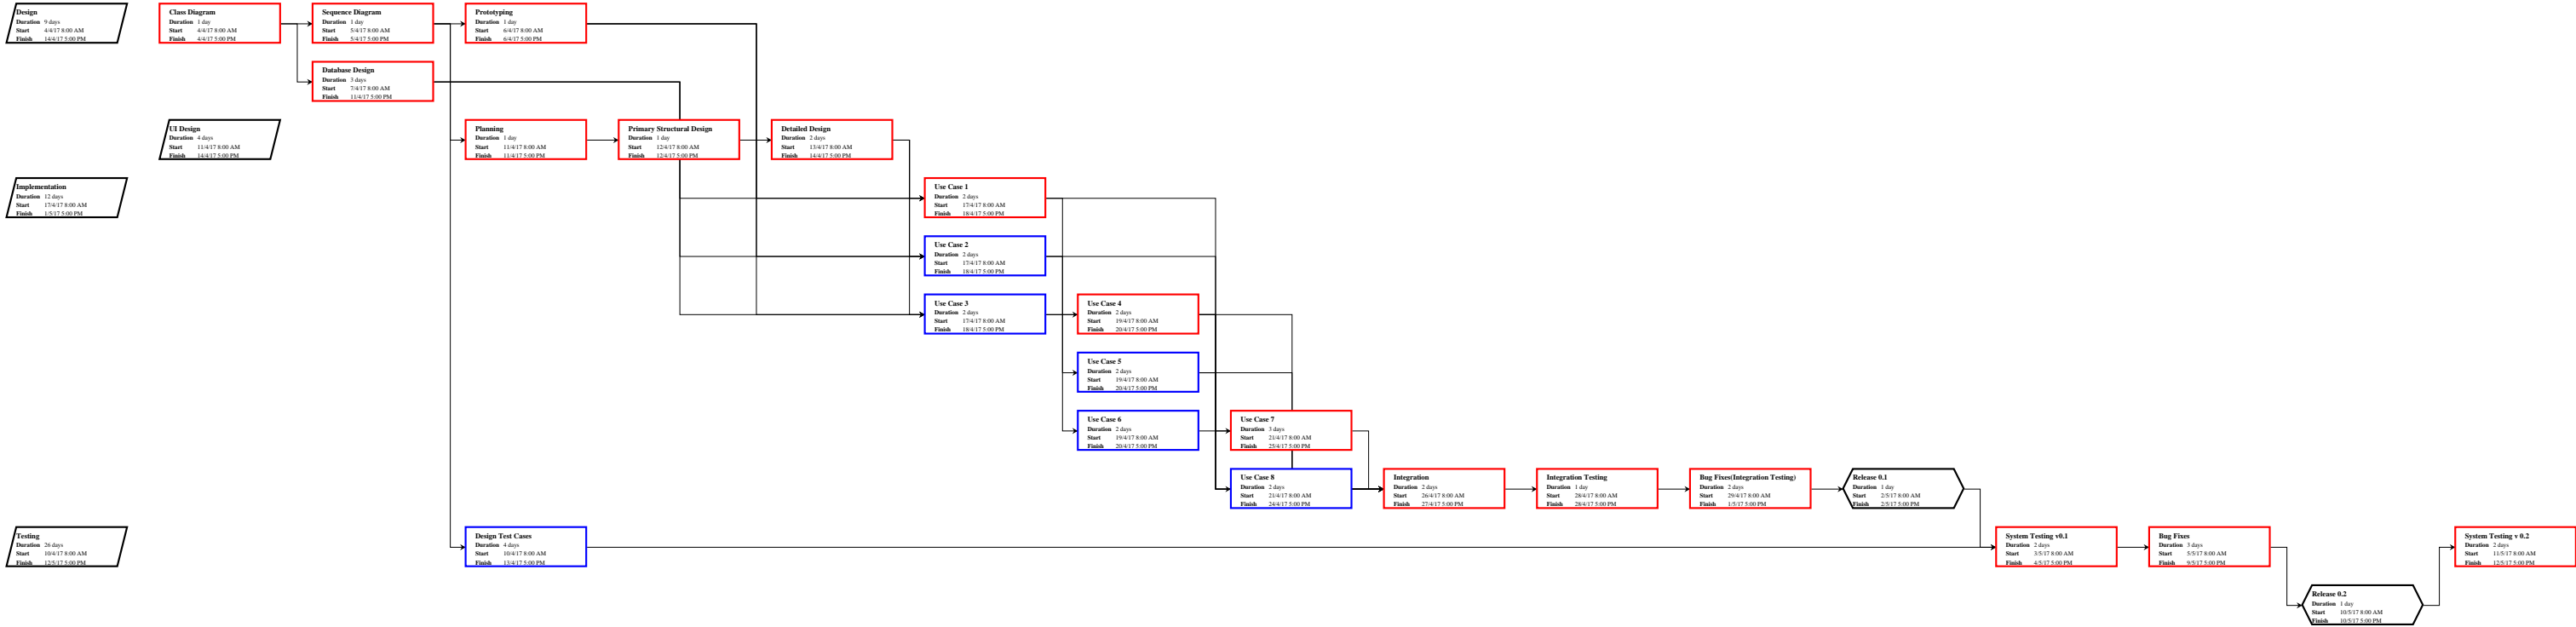 Design
Duration 9 days
Start 4/4/17 8:00 AM
Finish 14/4/17 5:00 PM
Class Diagram
Duration 1 day
Start 4/4/17 8:00 AM
Finish 4/4/17 5:00 PM
Sequence Diagram
Duration 1 day
Start 5/4/17 8:00 AM
Finish 5/4/17 5:00 PM
Prototyping
Duration 1 day
Start 6/4/17 8:00 AM
Finish 6/4/17 5:00 PM
Database Design
Duration 3 days
Start 7/4/17 8:00 AM
Finish 11/4/17 5:00 PM
UI Design
Duration 4 days
Start 11/4/17 8:00 AM
Finish 14/4/17 5:00 PM
Planning
Duration 1 day
Start 11/4/17 8:00 AM
Finish 11/4/17 5:00 PM
Primary Structural Design
Duration 1 day
Start 12/4/17 8:00 AM
Finish 12/4/17 5:00 PM
Detailed Design
Duration 2 days
Start 13/4/17 8:00 AM
Finish 14/4/17 5:00 PM
Implementation
Duration 12 days
Start 17/4/17 8:00 AM
Finish 1/5/17 5:00 PM
Use Case 1
Duration 2 days
Start 17/4/17 8:00 AM
Finish 18/4/17 5:00 PM
Use Case 2
Duration 2 days
Start 17/4/17 8:00 AM
Finish 18/4/17 5:00 PM
Use Case 3
Duration 2 days
Start 17/4/17 8:00 AM
Finish 18/4/17 5:00 PM
Use Case 4
Duration 2 days
Start 19/4/17 8:00 AM
Finish 20/4/17 5:00 PM
Use Case 5
Duration 2 days
Start 19/4/17 8:00 AM
Finish 20/4/17 5:00 PM
Use Case 6
Duration 2 days
Start 19/4/17 8:00 AM
Finish 20/4/17 5:00 PM
Use Case 7
Duration 3 days
Start 21/4/17 8:00 AM
Finish 25/4/17 5:00 PM
Use Case 8
Duration 2 days
Start 21/4/17 8:00 AM
Finish 24/4/17 5:00 PM
Integration
Duration 2 days
Start 26/4/17 8:00 AM
Finish 27/4/17 5:00 PM
Integration Testing
Duration 1 day
Start 28/4/17 8:00 AM
Finish 28/4/17 5:00 PM
Bug Fixes(Integration Testing)
Duration 2 days
Start 29/4/17 8:00 AM
Finish 1/5/17 5:00 PM
Release 0.1
Duration 1 day
Start 2/5/17 8:00 AM
Finish 2/5/17 5:00 PM
Testing
Duration 26 days
Start 10/4/17 8:00 AM
Finish 12/5/17 5:00 PM
Design Test Cases
Duration 4 days
Start 10/4/17 8:00 AM
Finish 13/4/17 5:00 PM
System Testing v0.1
Duration 2 days
Start 3/5/17 8:00 AM
Finish 4/5/17 5:00 PM
Bug Fixes
Duration 3 days
Start 5/5/17 8:00 AM
Finish 9/5/17 5:00 PM
System Testing v 0.2
Duration 2 days
Start 11/5/17 8:00 AM
Finish 12/5/17 5:00 PM
Release 0.2
Duration 1 day
Start 10/5/17 8:00 AM
Finish 10/5/17 5:00 PM